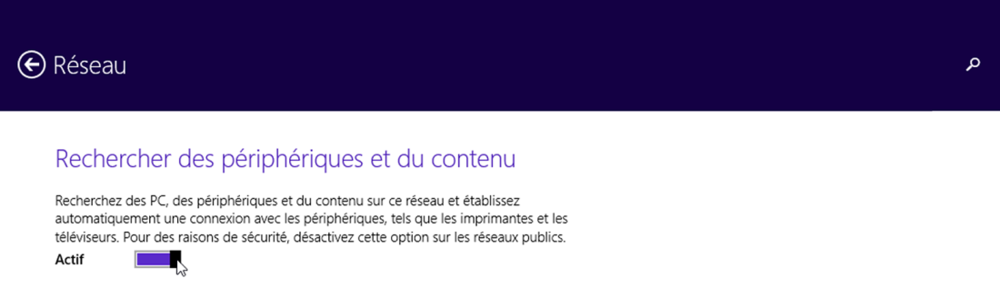 Réseau
Rechercher des périphériques et du contenu
Recherchez des PC, des périphériques et du contenu sur ce réseau et établissez
automatiquement une connexion avec les périphériques, tels que les imprimantes et les
téléviseurs. Pour des raisons de sécurité, désactivez cette option sur les réseaux publics.
Actif